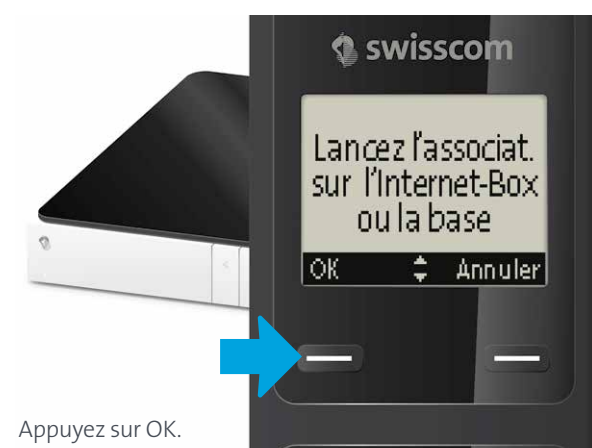 swisscom
Lancez l'associat.
sur l'Internet-Box
ou la base
OK Annuler
Appuyez sur OK.